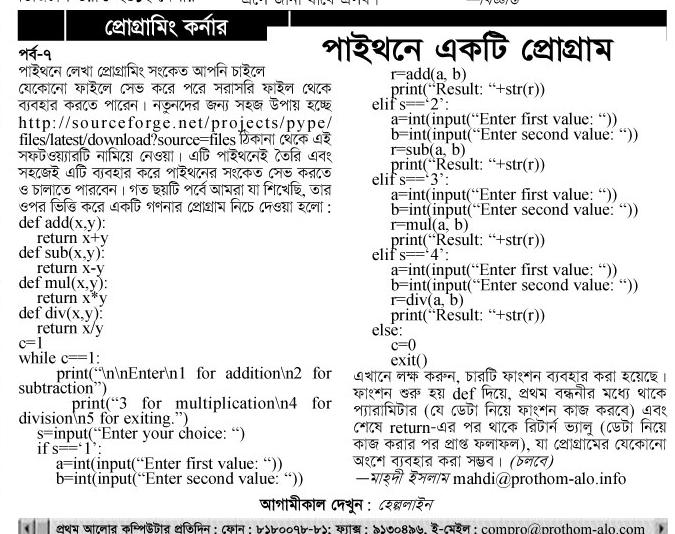 প্রোগ্রামিং কর্নার
পাইথনে একটি প্রোগ্রাম
পর্ব-৭
পাইথনে লেখা প্রোগ্রামিং সংকেত আপনি চাইলে
যেকোনো ফাইলে সেভ করে পরে সরাসরি ফাইল থেকে
ব্যবহার করতে পারেন। নতুনদের জন্য সহজ উপায় হচ্ছে
http://sourceforge.net/projects/pype/
files/latest/download?source=files ঠিকানা থেকে এই
সফটওয়্যারটি নামিয়ে নেওয়া। এটি পাইথনেই তৈরি এবং
সহজেই এটি ব্যবহার করে পাইথনের সংকেত সেভ করতে
ও চালাতে পারবেন। গত ছয়টি পর্বে আমরা যা শিখেছি, তার
ওপর ভিত্তি করে একটি গণনার প্রোগ্রাম নিচে দেওয়া হলো :
def add(x,y):
return x+y
def sub(x,y):
return x-y
def mul(x,y):
return x*y
def div(x,y):
return x/y
c=1
while c==1:
print(“\n\nEnter\n1 for addition\n2 for
subtraction”)
print(“3 for multiplication\n4 for
division\n5 for exiting.”)
s=input(“Enter your choice: “)
if s==‘1’:
a=int(input(“Enter first value: “))
b=int(input(“Enter second value: “))
r=add(a, b)
print(“Result: “+str(r))
elif s==‘2’:
a=int(input(“Enter first value: “))
b=int(input(“Enter second value: “))
r=sub(a, b)
print(“Result: “+str(r))
elif s==‘3’:
a=int(input(“Enter first value: “))
b=int(input(“Enter second value: “))
r=mul(a, b)
print(“Result: “+str(r))
elif s==‘4’:
a=int(input(“Enter first value: “))
b=int(input(“Enter second value: “))
r=div(a, b)
print(“Result: “+str(r))
else:
c=0
exit()
এখানে লক্ষ করুন, চারটি ফাংশন ব্যবহার করা হয়েছে।
ফাংশন শুরু হয় def দিয়ে, প্রথম বন্ধনীর মধ্যে থাকে
প্যারামিটার (যে ডেটা নিয়ে ফাংশন কাজ করবে) এবং
শেষে return-এর পর থাকে রিটার্ন ভ্যালু (ডেটা নিয়ে
কাজ করার পর প্রাপ্ত ফলাফল), যা প্রোগ্রামের যেকোনো
অংশে ব্যবহার করা সম্ভব। (চলবে)
—মাহ্‌দী ইসলাম mahdi@prothom-alo.info
আগামীকাল দেখুন : হেল্পলাইন
প্রথম আলোর কম্পিউটার প্রতিদিন : ফোন : ৮১৮০০৭৮-৮১; ফ্যাক্স : ৯১৩০৪৯৬, ই-মেইল : compro@prothom-alo.com